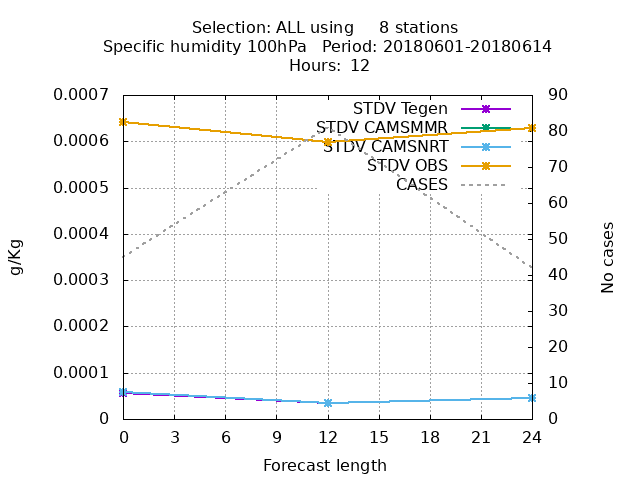 Selection: ALL using     8 stations
Specific humidity 100hPa   Period: 20180601-20180614
Hours: 12
0.0007
0.0006
0.0005
0.0004
0.0003
0.0002
0.0001
0
g/Kg
STDV Tegen
STDV CAMSMMR
STDV CAMSNRT
STDV OBS
CASES
90
80
70
60
50
40
30
20
10
0
No cases
0 3 6 9 12 15 18 21 24
Forecast length